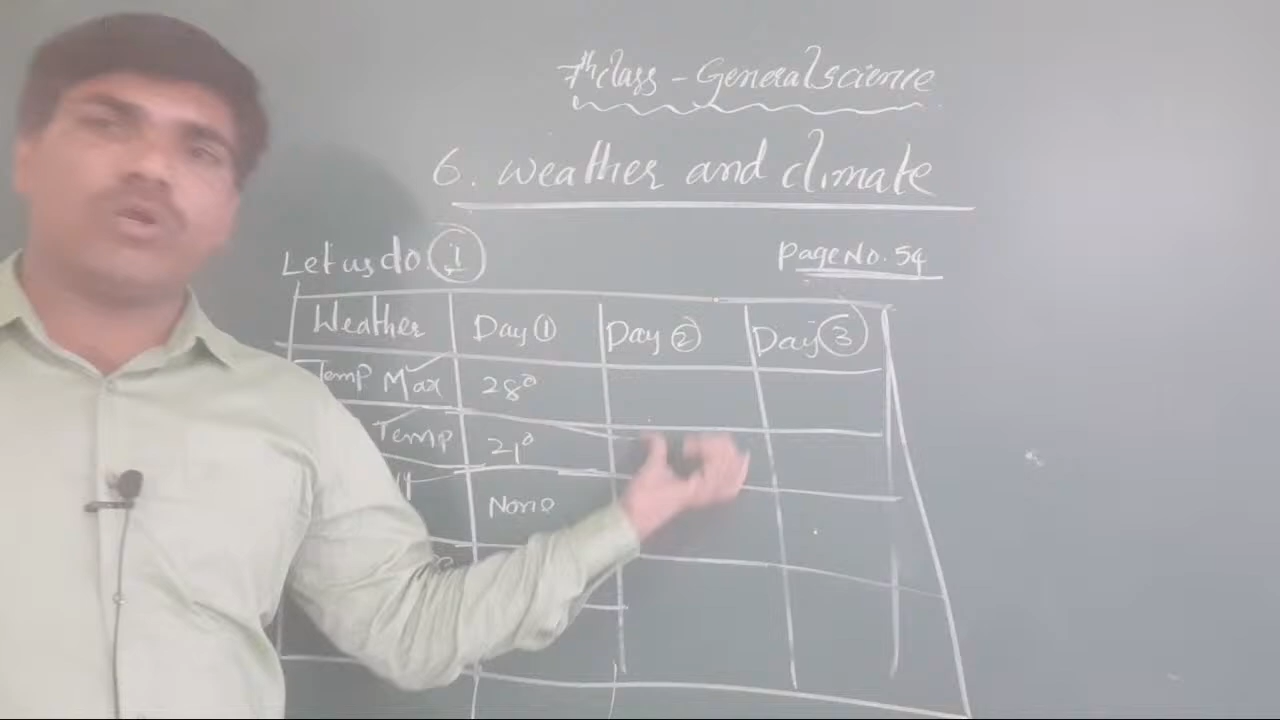 7th class - General science
6. Weather and climate
Let us do. 1
Page No. 54
Weather Day 1 Day 2 Day 3
Temp Max 28°
Temp 21°
None